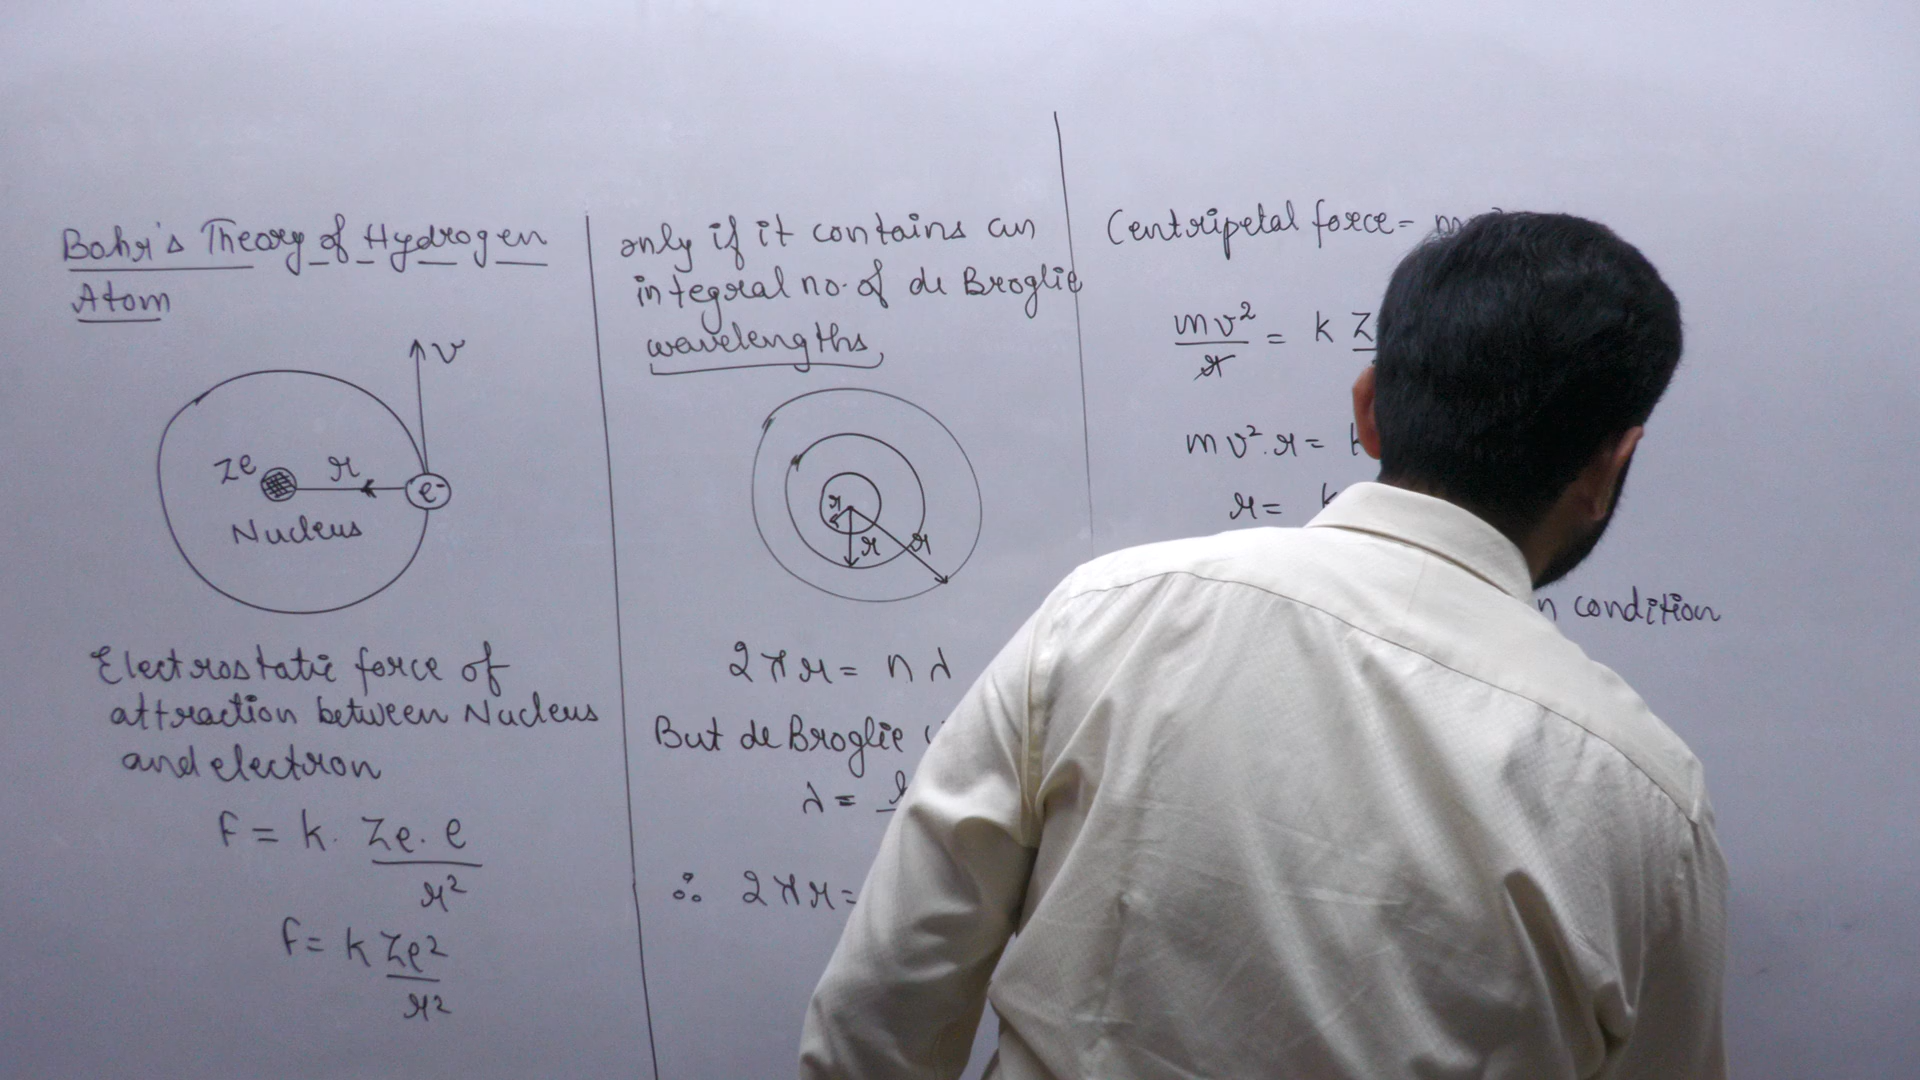 Bohr's Theory of Hydrogen
Atom
v
Ze
r
e-
Nucleus
Electrostatic force of
attraction between Nucleus
and electron
F = k. Ze. e
r²
F = k Ze²
r²
only if it contains an
integral no. of de Broglie
wavelengths,
r
r
r
2πr = nλ
But de Broglie
λ =
∴ 2πr =
Centripetal force =
mv² = k Z
r
mv².r =
r =
condition